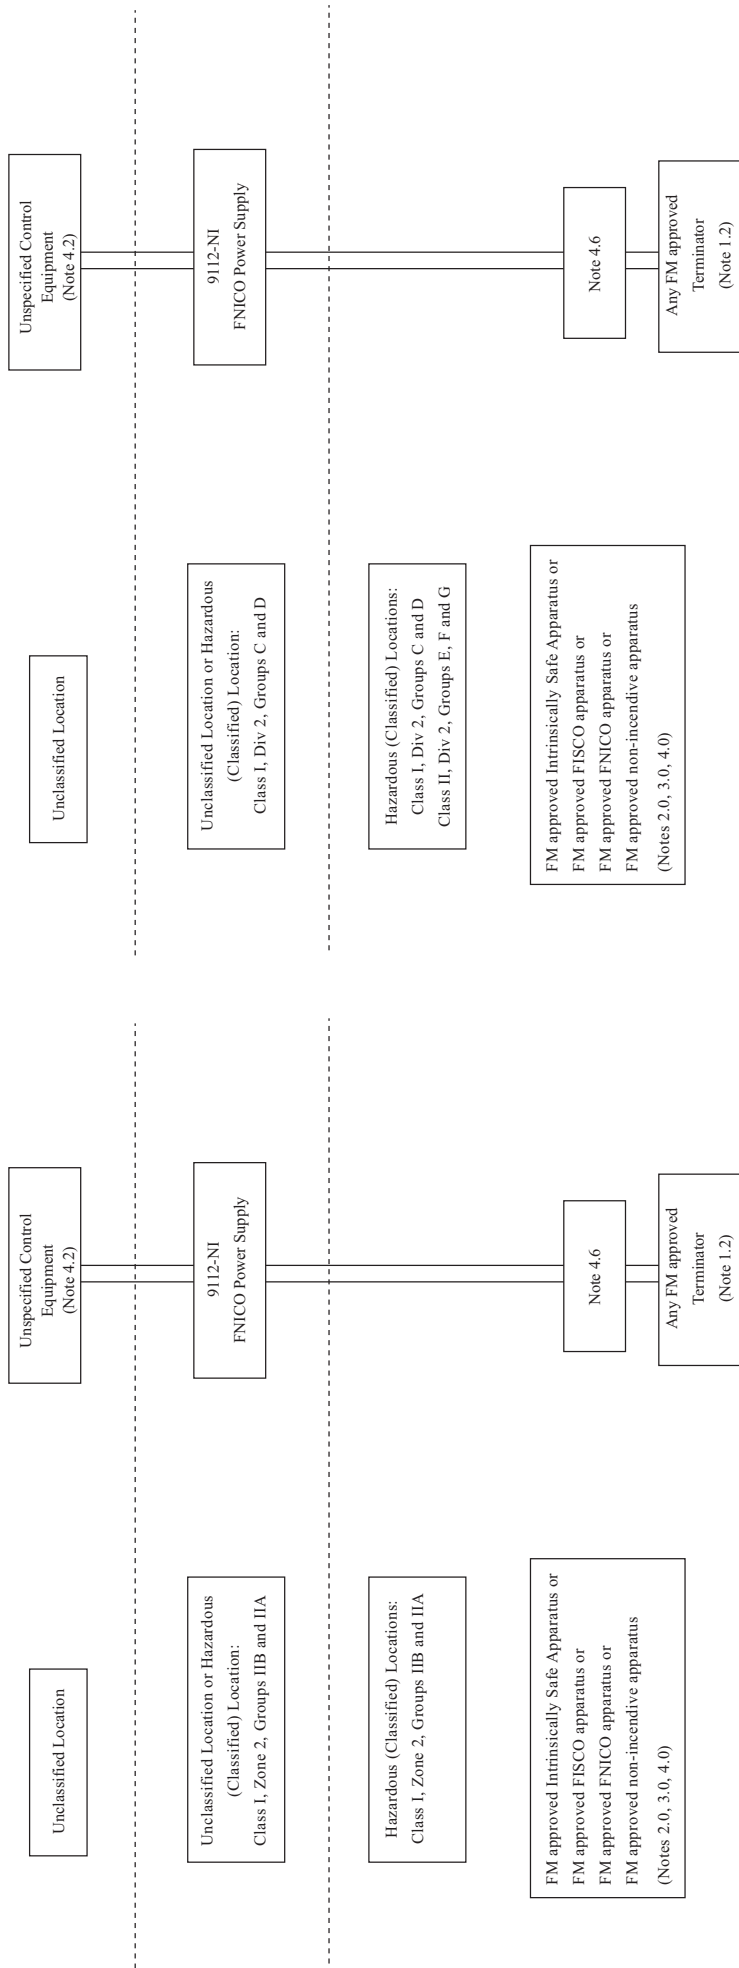 Unclassified Location
Unspecified Control
Equipment
(Note 4.2)
Unclassified Location or Hazardous
(Classified) Location:
Class I, Zone 2, Groups IIB and IIA
9112-NI
FNICO Power Supply
Hazardous (Classified) Locations:
Class I, Zone 2, Groups IIB and IIA
FM approved Intrinsically Safe Apparatus or
FM approved FISCO apparatus or
FM approved FNICO apparatus or
FM approved non-incendive apparatus
(Notes 2.0, 3.0, 4.0)
Note 4.6
Any FM approved
Terminator
(Note 1.2)
Unclassified Location
Unspecified Control
Equipment
(Note 4.2)
Unclassified Location or Hazardous
(Classified) Location:
Class I, Div 2, Groups C and D
9112-NI
FNICO Power Supply
Hazardous (Classified) Locations:
Class I, Div 2, Groups C and D
Class II, Div 2, Groups E, F and G
FM approved Intrinsically Safe Apparatus or
FM approved FISCO apparatus or
FM approved FNICO apparatus or
FM approved non-incendive apparatus
(Notes 2.0, 3.0, 4.0)
Note 4.6
Any FM approved
Terminator
(Note 1.2)